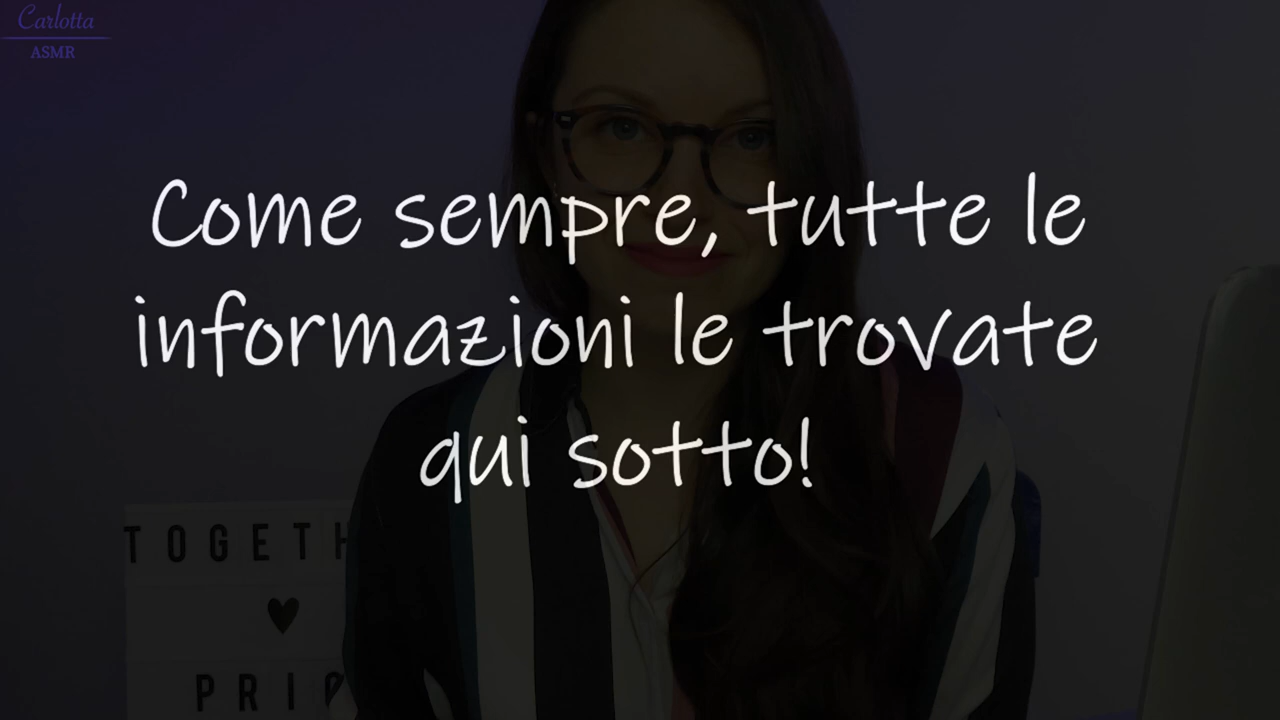 Carlotta
ASMR
Come sempre, tutte le
informazioni le trovate
qui sotto!
TOGETH
♥
PRI